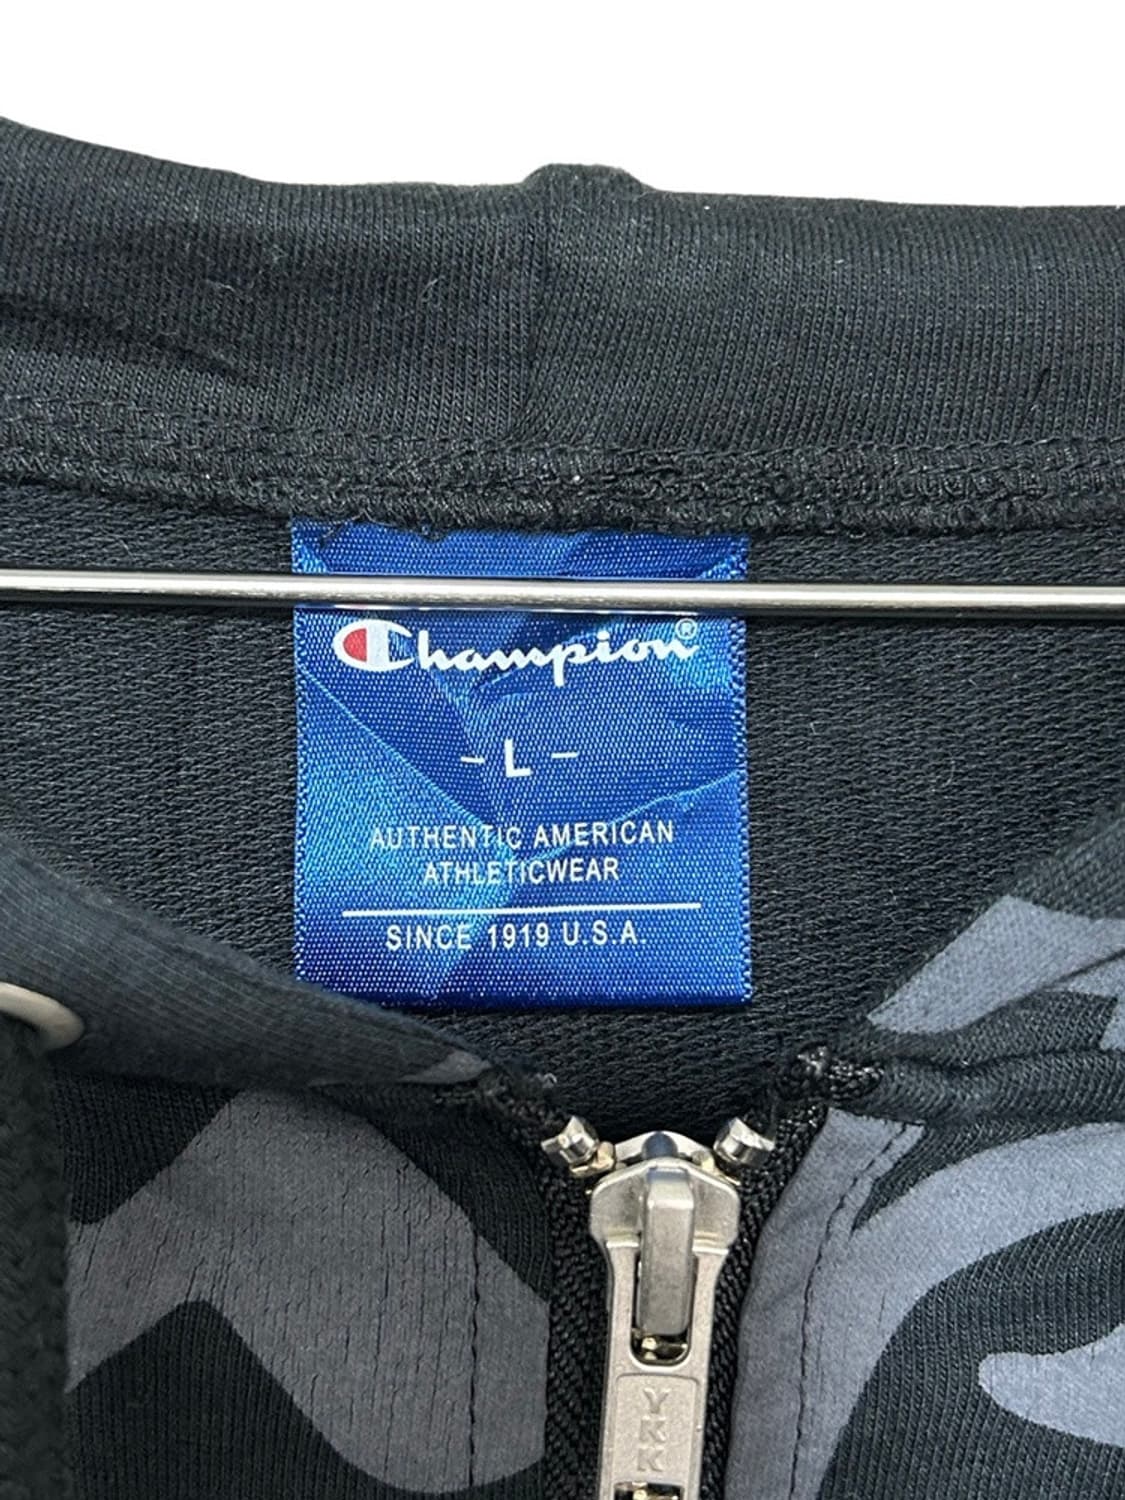 Champion®
- L -
AUTHENTIC AMERICAN
ATHLETICWEAR
SINCE 1919 U.S.A.
YKK